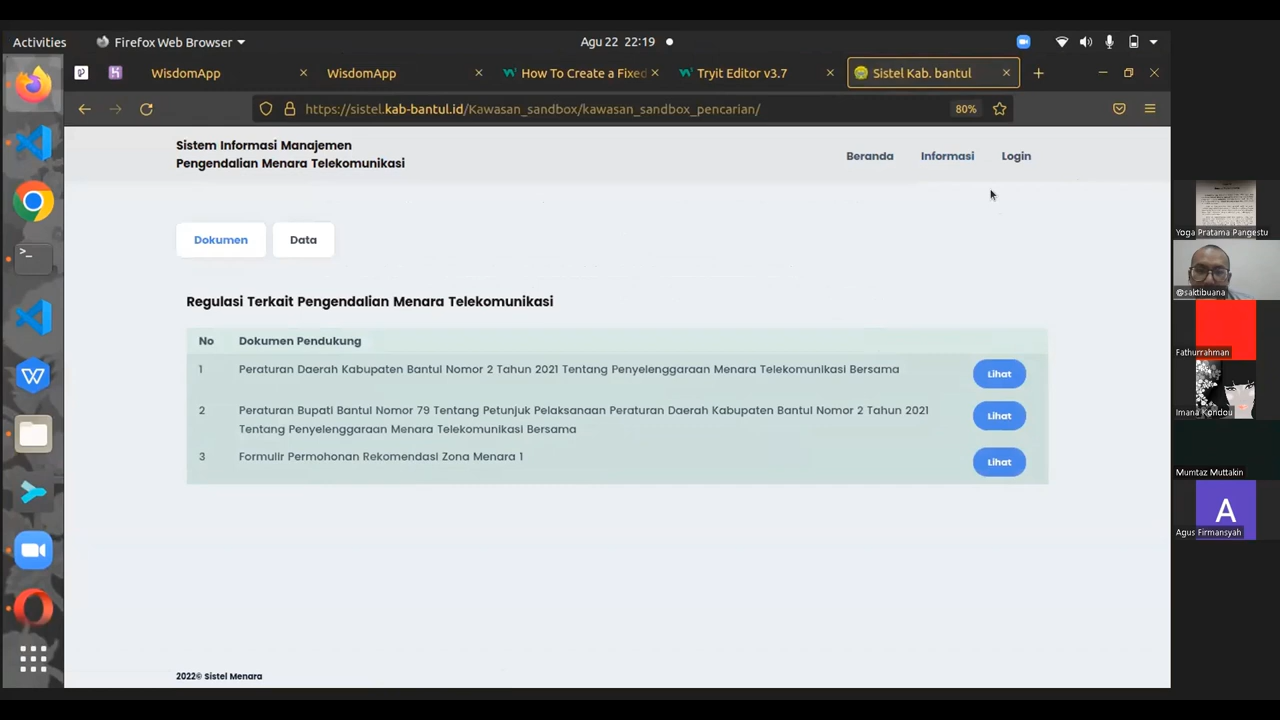 Activities
Firefox Web Browser
Agu 22 22:19
WisdomApp
WisdomApp
How To Create a Fixed
Tryit Editor v3.7
Sistel Kab. bantul
https://sistel.kab-bantul.id/Kawasan_sandbox/kawasan_sandbox_pencarian/
80%
Sistem Informasi Manajemen
Pengendalian Menara Telekomunikasi
Beranda
Informasi
Login
Dokumen
Data
Regulasi Terkait Pengendalian Menara Telekomunikasi
No Dokumen Pendukung
1 Peraturan Daerah Kabupaten Bantul Nomor 2 Tahun 2021 Tentang Penyelenggaraan Menara Telekomunikasi Bersama
Lihat
2 Peraturan Bupati Bantul Nomor 79 Tentang Petunjuk Pelaksanaan Peraturan Daerah Kabupaten Bantul Nomor 2 Tahun 2021
Tentang Penyelenggaraan Menara Telekomunikasi Bersama
Lihat
3 Formulir Permohonan Rekomendasi Zona Menara 1
Lihat
2022© Sistel Menara
Yoga Pratama Pangestu
@saktibuana
Fathurrahman
Imana Kondou
Mumtaz Muttakin
A
Agus Firmansyah